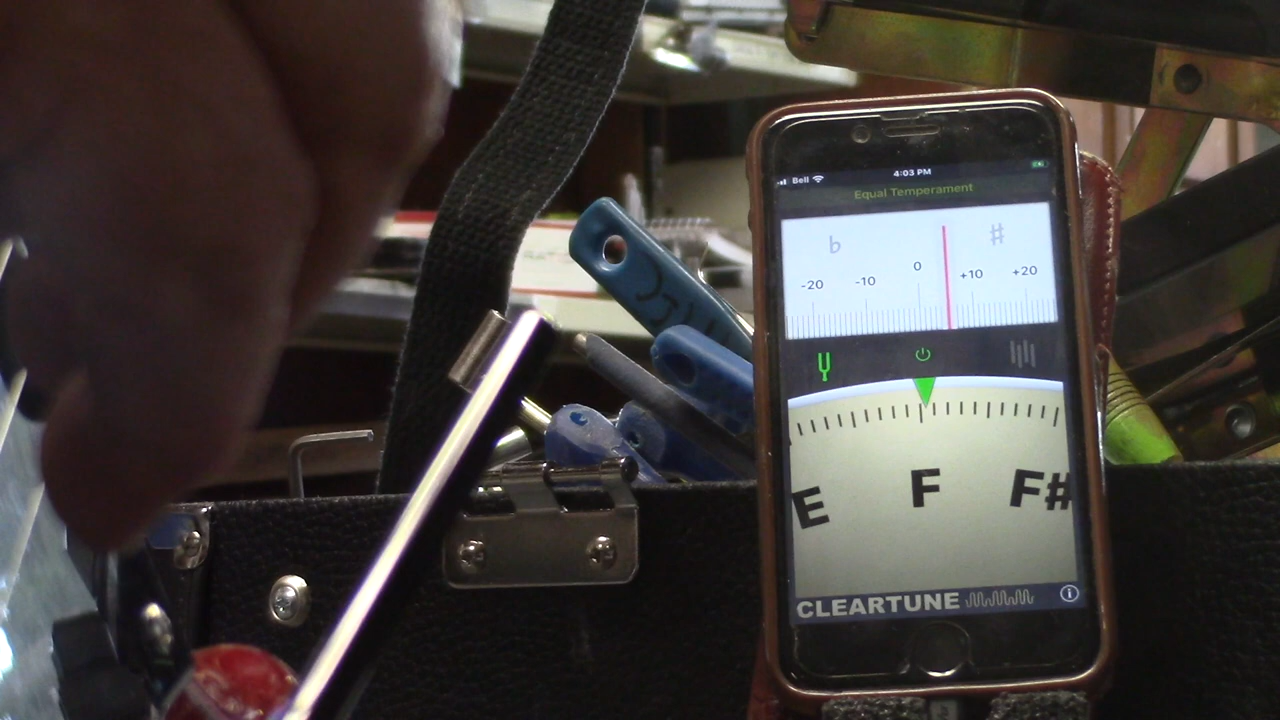 Bell 4:03 PM
Equal Temperament
b #
-20 -10 0 +10 +20
E F F#
CLEARTUNE i